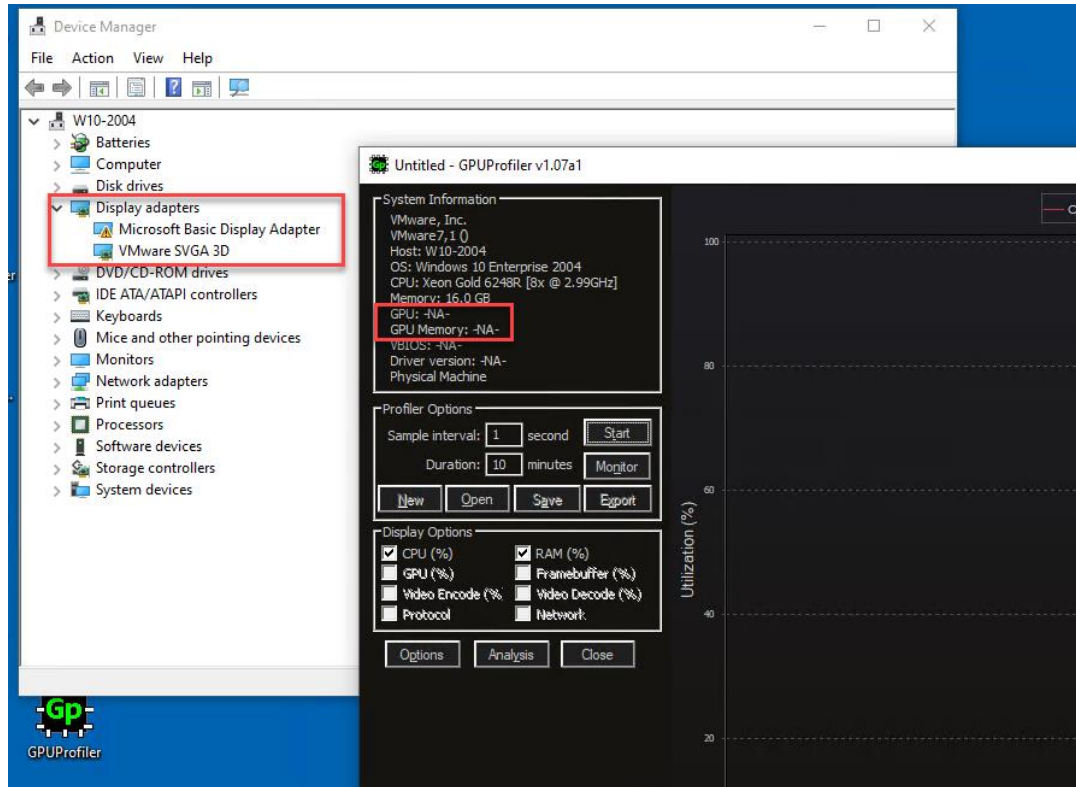 Device Manager
File Action View Help
W10-2004
Batteries
Computer
Disk drives
Display adapters
Microsoft Basic Display Adapter
VMware SVGA 3D
DVD/CD-ROM drives
IDE ATA/ATAPI controllers
Keyboards
Mice and other pointing devices
Monitors
Network adapters
Print queues
Processors
Software devices
Storage controllers
System devices
Gp
GPUProfiler
Untitled - GPUProfiler v1.07a1
System Information
VMware, Inc.
VMware7,1 ()
Host: W10-2004
OS: Windows 10 Enterprise 2004
CPU: Xeon Gold 6248R [8x @ 2.99GHz]
Memory: 16.0 GB
GPU: -NA-
GPU Memory: -NA-
VBIOS: -NA-
Driver version: -NA-
Physical Machine
Profiler Options
Sample interval: 1 second Start
Duration: 10 minutes Monitor
New Open Save Export
Display Options
CPU (%) RAM (%)
GPU (%) Framebuffer (%)
Video Encode (% Video Decode (%)
Protocol Network
Options Analysis Close
Utilization (%)
100
80
60
40
20